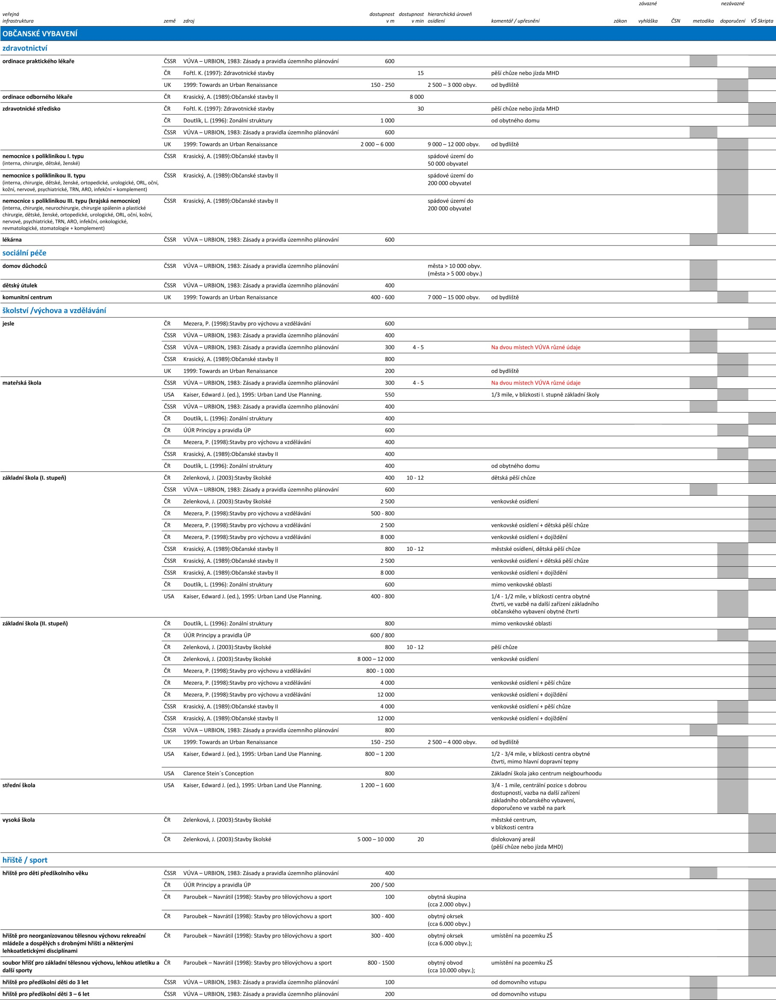 závazné nezávazné
veřejná dostupnost dostupnost hierarchická úroveň
infrastruktura země zdroj v m v min osídlení komentář / upřesnění zákon vyhláška ČSN metodika doporučení VŠ Skripta
OBČANSKÉ VYBAVENÍ
zdravotnictví
ordinace praktického lékaře ČSSR VÚVA – URBION, 1983: Zásady a pravidla územního plánování 600
ČR Fořtl. K. (1997): Zdravotnické stavby 15 pěší chůze nebo jízda MHD
UK 1999: Towards an Urban Renaissance 150 - 250 2 500 – 3 000 obyv. od bydliště
ordinace odborného lékaře ČR Krasický, A. (1989):Občanské stavby II 8 000
zdravotnické středisko ČR Fořtl. K. (1997): Zdravotnické stavby 30 pěší chůze nebo jízda MHD
ČR Doutlík, L. (1996): Zonální struktury 1 000 od obytného domu
ČSSR VÚVA – URBION, 1983: Zásady a pravidla územního plánování 600
UK 1999: Towards an Urban Renaissance 2 000 – 6 000 9 000 – 12 000 obyv. od bydliště
nemocnice s poliklinikou I. typu ČSSR Krasický, A. (1989):Občanské stavby II spádové území do
(interna, chirurgie, dětské, ženské) 50 000 obyvatel
nemocnice s poliklinikou II. typu ČSSR Krasický, A. (1989):Občanské stavby II spádové území do
(interna, chirurgie, dětské, ženské, ortopedické, urologické, ORL, oční, 200 000 obyvatel
kožní, nervové, psychiatrické, TRN, ARO, infekční + komplement)
nemocnice s poliklinikou III. typu (krajská nemocnice) ČSSR Krasický, A. (1989):Občanské stavby II spádové území do
(interna, chirurgie, neurochirurgie, chirurgie spálenin a plastické 200 000 obyvatel
chirurgie, dětské, ženské, ortopedické, urologické, ORL, oční, kožní,
nervové, psychiatrické, TRN, ARO, infekční, onkologické,
revmatologické, stomatologie + komplement)
lékárna ČSSR VÚVA – URBION, 1983: Zásady a pravidla územního plánování 600
sociální péče
domov důchodců ČSSR VÚVA – URBION, 1983: Zásady a pravidla územního plánování města > 10 000 obyv.
(města > 5 000 obyv.)
dětský útulek ČSSR VÚVA – URBION, 1983: Zásady a pravidla územního plánování 400
komunitní centrum UK 1999: Towards an Urban Renaissance 400 - 600 7 000 – 15 000 obyv. od bydliště
školství /výchova a vzdělávání
jesle ČR Mezera, P. (1998):Stavby pro výchovu a vzdělávání 600
ČSSR VÚVA – URBION, 1983: Zásady a pravidla územního plánování 400
ČSSR VÚVA – URBION, 1983: Zásady a pravidla územního plánování 300 4 - 5 Na dvou místech VÚVA různé údaje
ČSSR Krasický, A. (1989):Občanské stavby II 800
UK 1999: Towards an Urban Renaissance 200 od bydliště
mateřská škola ČSSR VÚVA – URBION, 1983: Zásady a pravidla územního plánování 300 4 - 5 Na dvou místech VÚVA různé údaje
USA Kaiser, Edward J. (ed.), 1995: Urban Land Use Planning. 550 1/3 mile, v blízkosti I. stupně základní školy
ČSSR VÚVA – URBION, 1983: Zásady a pravidla územního plánování 400
ČR Doutlík, L. (1996): Zonální struktury 400
ČR ÚÚR Principy a pravidla ÚP 600
ČR Mezera, P. (1998):Stavby pro výchovu a vzdělávání 400
ČSSR Krasický, A. (1989):Občanské stavby II 400
ČR Doutlík, L. (1996): Zonální struktury 400 od obytného domu
základní škola (I. stupeň) ČR Zelenková, J. (2003):Stavby školské 400 10 - 12 dětská pěší chůze
ČSSR VÚVA – URBION, 1983: Zásady a pravidla územního plánování 600
ČR Zelenková, J. (2003):Stavby školské 2 500 venkovské osídlení
ČR Mezera, P. (1998):Stavby pro výchovu a vzdělávání 500 - 800
ČR Mezera, P. (1998):Stavby pro výchovu a vzdělávání 2 500 venkovské osídlení + dětská pěší chůze
ČR Mezera, P. (1998):Stavby pro výchovu a vzdělávání 8 000 venkovské osídlení + dojíždění
ČSSR Krasický, A. (1989):Občanské stavby II 800 10 - 12 městské osídlení, dětská pěší chůze
ČSSR Krasický, A. (1989):Občanské stavby II 2 500 venkovské osídlení + dětská pěší chůze
ČSSR Krasický, A. (1989):Občanské stavby II 8 000 venkovské osídlení + dojíždění
ČR Doutlík, L. (1996): Zonální struktury 600 mimo venkovské oblasti
USA Kaiser, Edward J. (ed.), 1995: Urban Land Use Planning. 400 - 800 1/4 - 1/2 mile, v blízkosti centra obytné
čtvrti, ve vazbě na další zařízení základního
občanského vybavení obytné čtvrti
základní škola (II. stupeň) ČR Doutlík, L. (1996): Zonální struktury 800 mimo venkovské oblasti
ČR ÚÚR Principy a pravidla ÚP 600 / 800
ČR Zelenková, J. (2003):Stavby školské 800 10 - 12 pěší chůze
ČR Zelenková, J. (2003):Stavby školské 8 000 – 12 000 venkovské osídlení
ČR Mezera, P. (1998):Stavby pro výchovu a vzdělávání 800 - 1 000
ČR Mezera, P. (1998):Stavby pro výchovu a vzdělávání 4 000 venkovské osídlení + pěší chůze
ČR Mezera, P. (1998):Stavby pro výchovu a vzdělávání 12 000 venkovské osídlení + dojíždění
ČSSR Krasický, A. (1989):Občanské stavby II 4 000 venkovské osídlení + pěší chůze
ČSSR Krasický, A. (1989):Občanské stavby II 12 000 venkovské osídlení + dojíždění
ČSSR VÚVA – URBION, 1983: Zásady a pravidla územního plánování 800
UK 1999: Towards an Urban Renaissance 150 - 250 2 500 – 4 000 obyv. od bydliště
USA Kaiser, Edward J. (ed.), 1995: Urban Land Use Planning. 800 – 1 200 1/2 - 3/4 mile, v blízkosti centra obytné
čtvrti, mimo hlavní dopravní tepny
USA Clarence Stein´s Conception 800 Základní škola jako centrum neigbourhoodu
střední škola USA Kaiser, Edward J. (ed.), 1995: Urban Land Use Planning. 1 200 – 1 600 3/4 - 1 mile, centrální pozice s dobrou
dostupností, vazba na další zařízení
základního občanského vybavení,
doporučeno ve vazbě na park
vysoká škola ČR Zelenková, J. (2003):Stavby školské městské centrum,
v blízkosti centra
ČR Zelenková, J. (2003):Stavby školské 5 000 – 10 000 20 dislokovaný areál
(pěší chůze nebo jízda MHD)
hřiště / sport
hřiště pro děti předškolního věku ČSSR VÚVA – URBION, 1983: Zásady a pravidla územního plánování 400
ČR ÚÚR Principy a pravidla ÚP 200 / 500
ČR Paroubek – Navrátil (1998): Stavby pro tělovýchovu a sport 100 obytná skupina
(cca 2.000 obyv.)
ČR Paroubek – Navrátil (1998): Stavby pro tělovýchovu a sport 300 - 400 obytný okrsek
(cca 6.000 obyv.)
hřiště pro neorganizovanou tělesnou výchovu rekreační ČR Paroubek – Navrátil (1998): Stavby pro tělovýchovu a sport 300 - 400 obytný okrsek umístění na pozemku ZŠ
mládeže a dospělých s drobnými hřišti a některými (cca 6.000 obyv.);
lehkoatletickými disciplínami
soubor hřišť pro základní tělesnou výchovu, lehkou atletiku a ČR Paroubek – Navrátil (1998): Stavby pro tělovýchovu a sport 800 - 1500 obytný obvod umístění na pozemku ZŠ
další sporty (cca 10.000 obyv.);
hřiště pro předškolní děti do 3 let ČSSR VÚVA – URBION, 1983: Zásady a pravidla územního plánování 100 od domovního vstupu
hřiště pro předškolní děti 3 – 6 let ČSSR VÚVA – URBION, 1983: Zásady a pravidla územního plánování 200 od domovního vstupu